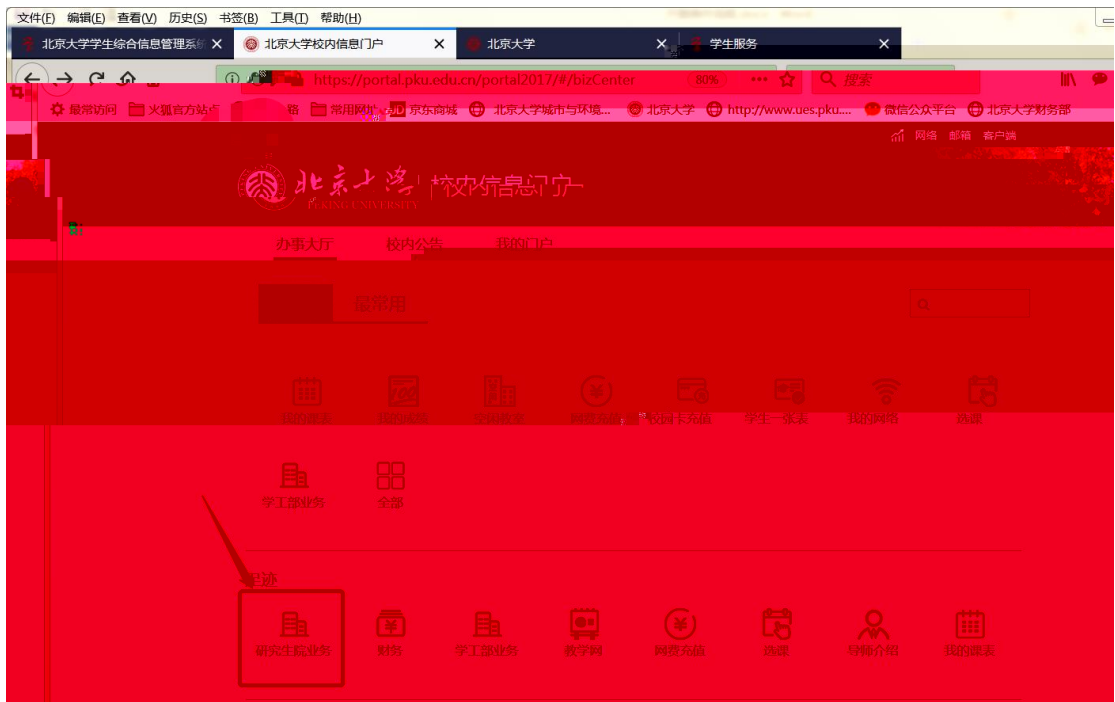 文件(F) 编辑(E) 查看(V) 历史(S) 书签(B) 工具(T) 帮助(H)
北京大学学生综合信息管理系统 × 北京大学校内信息门户 × 北京大学 × 学生服务 ×
https://portal.pku.edu.cn/portal2017/#/bizCenter 80% ••• 搜索
最常访问 火狐官方站点 常用网址 JD 京东商城 北京大学城市与环境... 北京大学 http://www.ues.pku.... 微信公众平台 北京大学财务部
网络 邮箱 客户端
北京大学 校内信息门户
PEKING UNIVERSITY
办事大厅 校内公告 我的门户
最常用
我的课表 我的成绩 空闲教室 网费充值 校园卡充值 学生一张表 我的网络 选课
学工部业务 全部
足迹
研究生院业务 财务 学工部业务 教学网 网费充值 选课 导师介绍 我的课表